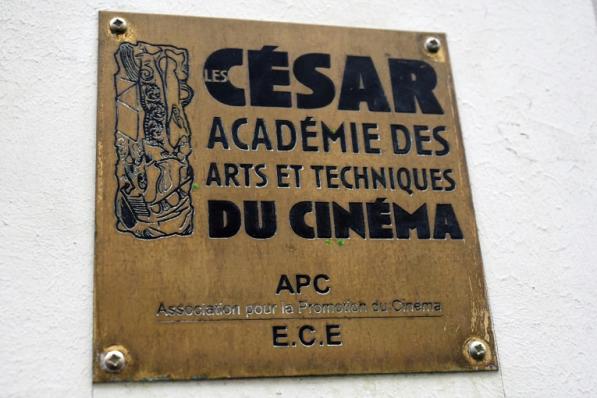 LES CÉSAR
ACADÉMIE DES
ARTS ET TECHNIQUES
DU CINÉMA
APC
Association pour la Promotion du Cinéma
E.C.E